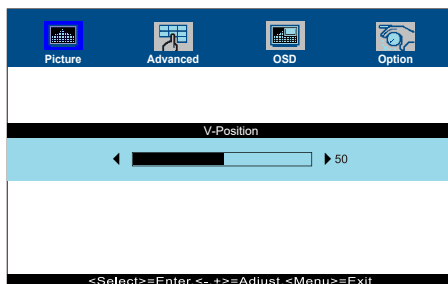 Picture Advanced OSD Option
V-Position
50
<Select>=Enter,<-,+>=Adjust,<Menu>=Exit